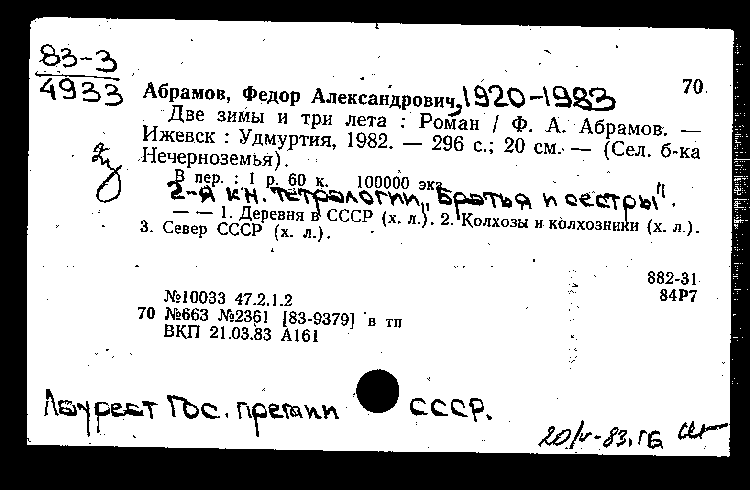 83-3
4933
70
Абрамов, Федор Александрович, 1920-1983
Две зимы и три лета : Роман / Ф. А. Абрамов. —
Ижевск : Удмуртия, 1982. — 296 с.; 20 см. — (Сел. б-ка
Нечерноземья).
В пер. : 1 р. 60 к. 100000 экз.
2-я кн. тетралогии „Братья и сестры".
— — 1. Деревня в СССР (х. л.). 2. Колхозы и колхозники (х. л.).
3. Север СССР (х. л.).
882-31
84Р7
№10033 47.2.1.2
70 №663 №2361 [83-9379] в тп
ВКП 21.03.83 А161
Лауреат Гос. премии СССР.
20/V-83. ГБ